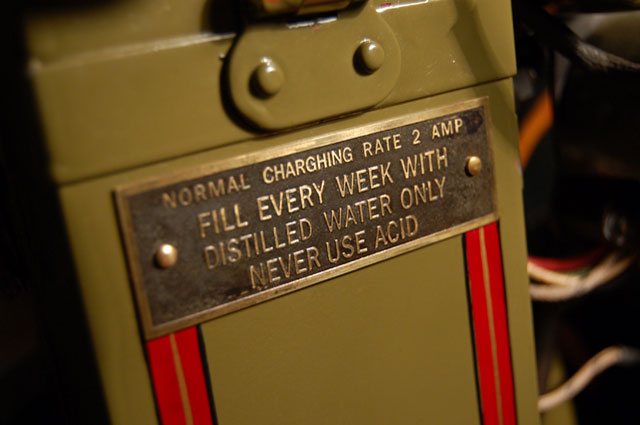 NORMAL CHARGHING RATE 2 AMP
FILL EVERY WEEK WITH
DISTILLED WATER ONLY
NEVER USE ACID